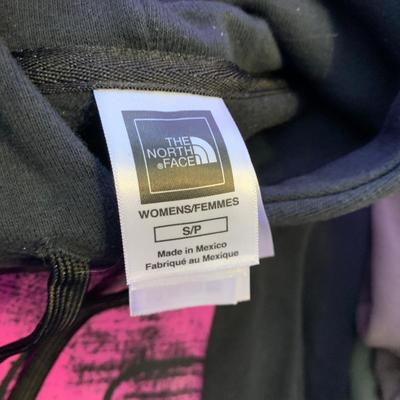 THE
NORTH
®FACE
WOMENS/FEMMES
S/P
Made in Mexico
Fabriqué au Mexique